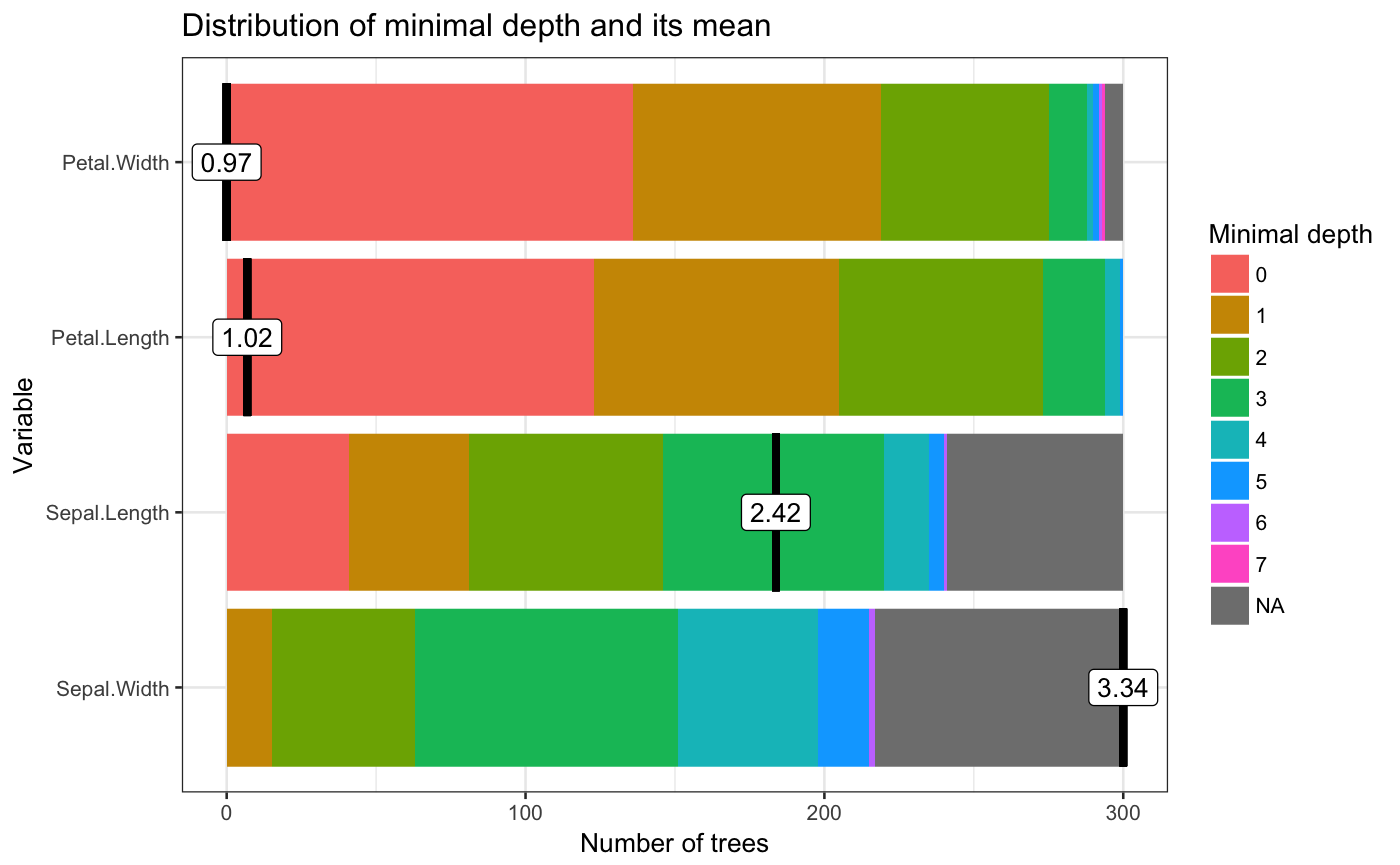 Distribution of minimal depth and its mean
Variable
Petal.Width
0.97
Petal.Length
1.02
Sepal.Length
2.42
Sepal.Width
3.34
0 100 200 300
Number of trees
Minimal depth
0
1
2
3
4
5
6
7
NA